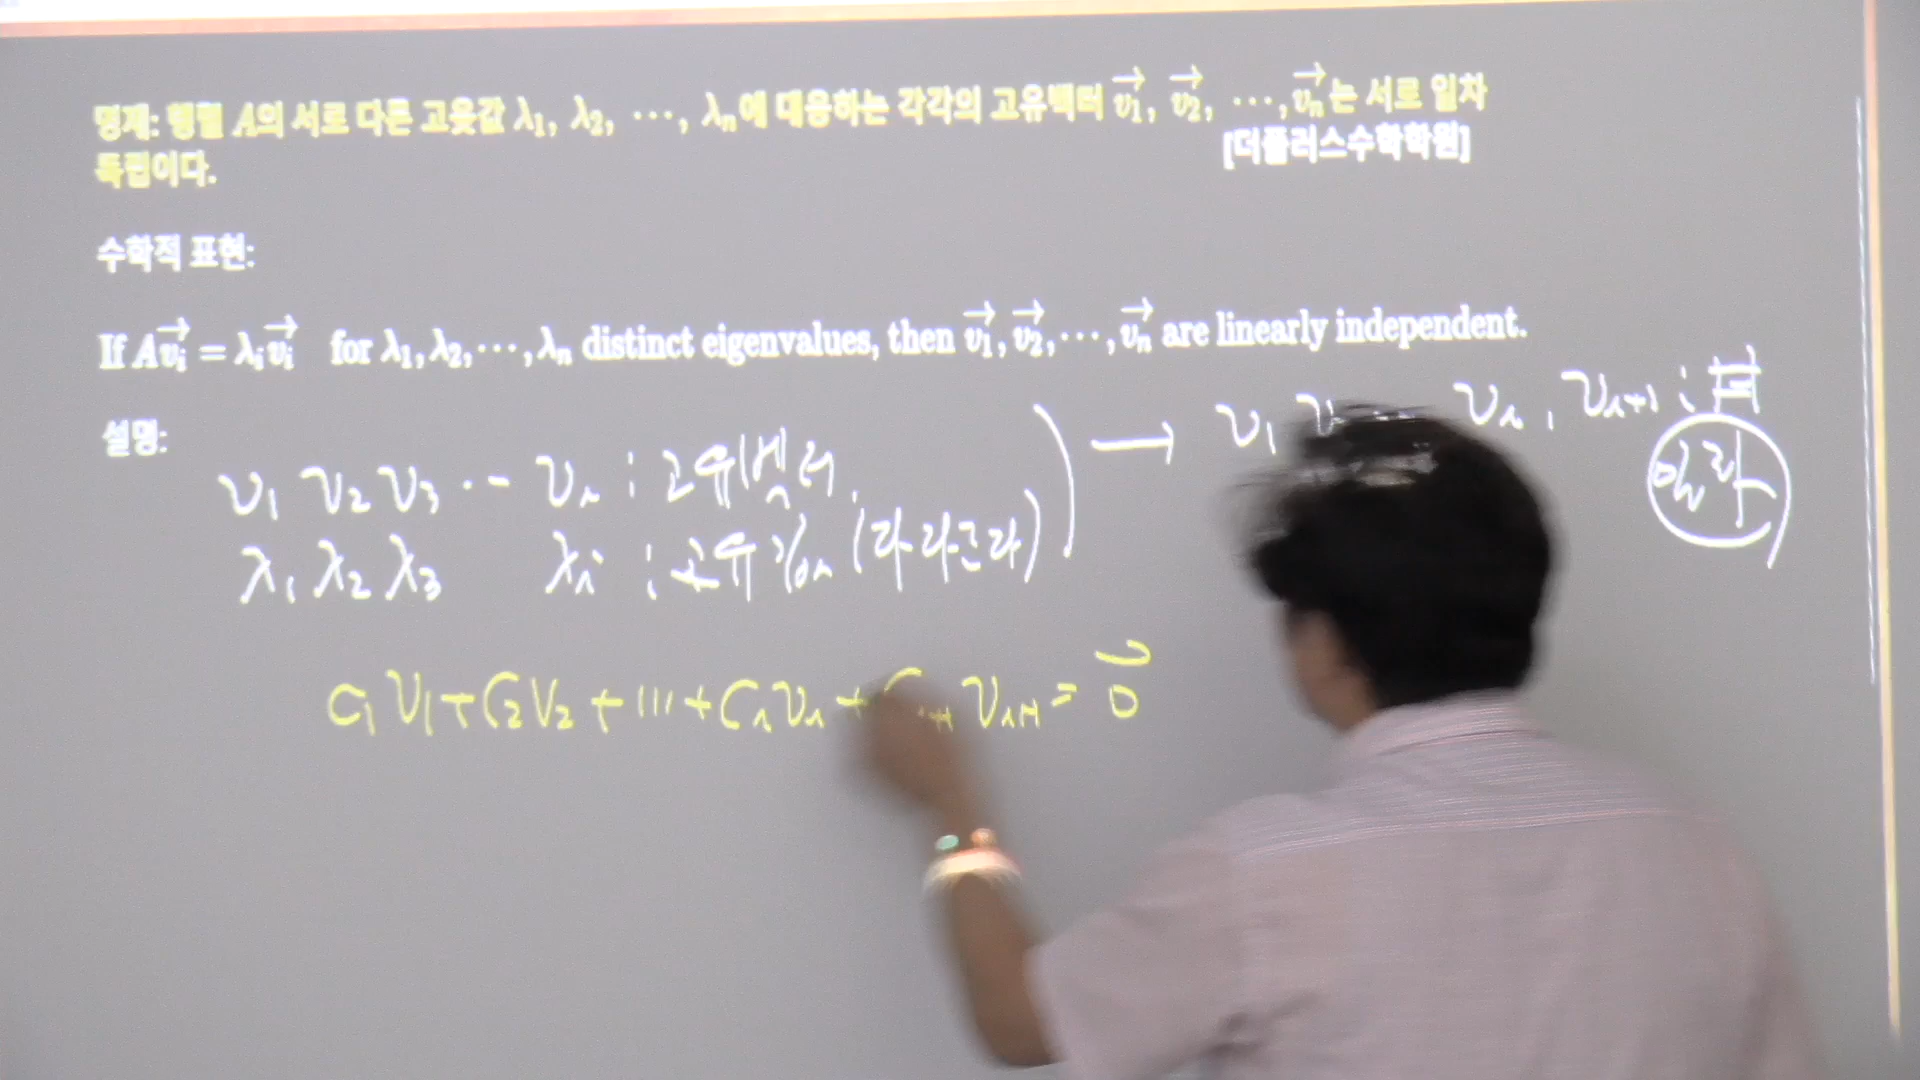 명제: 행렬 A의 서로 다른 고윳값 λ₁, λ₂, ⋯, λₙ에 대응하는 각각의 고유벡터 v₁→, v₂→, ⋯, vₙ→는 서로 일차
독립이다.
[더플러스수학학원]
수학적 표현:
If Av→ᵢ = λᵢv→ᵢ for λ₁, λ₂, ⋯, λₙ distinct eigenvalues, then v₁→, v₂→, ⋯, vₙ→ are linearly independent.
설명:
v₁ v₂ v₃ ⋯ vₙ : 고유벡터
λ₁ λ₂ λ₃ λₙ : 고유값 (다 다르다) → v₁ vₙ, vₙ₊₁ :
c₁v₁ + c₂v₂ + ⋯ + cₙvₙ + vₙ₊₁ = 0→